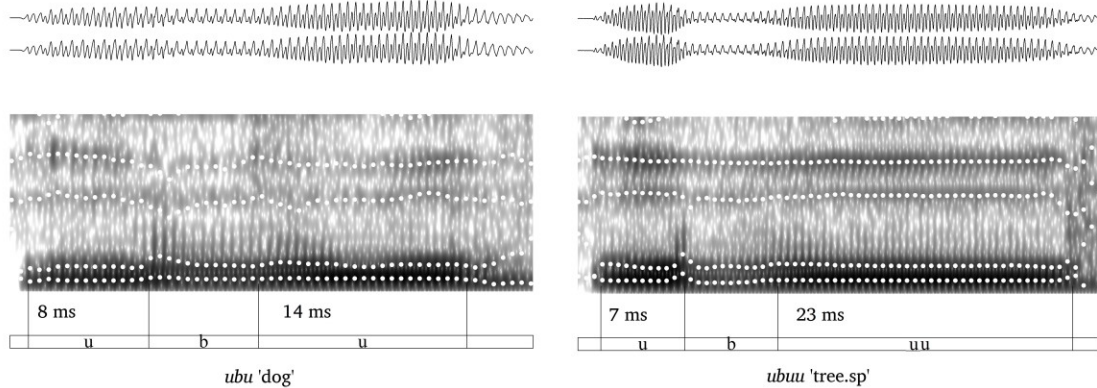 8 ms 14 ms
u b u
ubu 'dog'
7 ms 23 ms
u b uu
ubuu 'tree.sp'